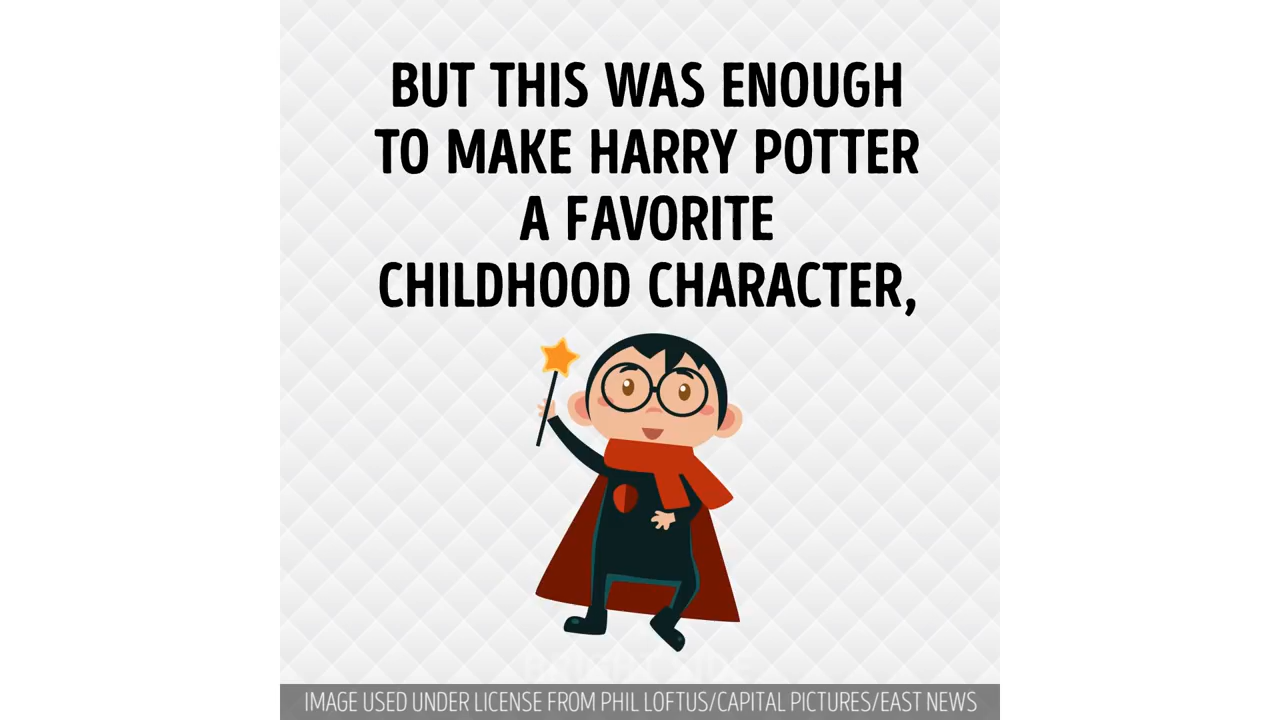 BUT THIS WAS ENOUGH
TO MAKE HARRY POTTER
A FAVORITE
CHILDHOOD CHARACTER,
IMAGE USED UNDER LICENSE FROM PHIL LOFTUS/CAPITAL PICTURES/EAST NEWS